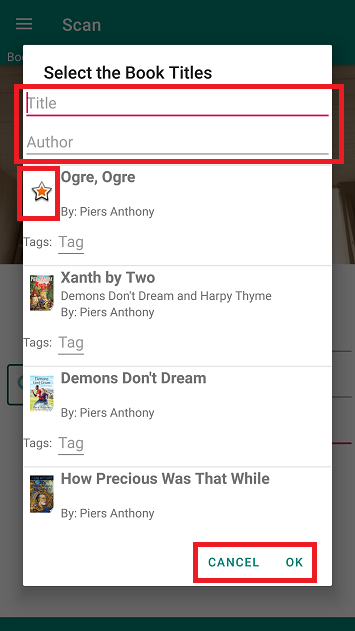 Scan
Boo
Select the Book Titles
Title
Author
Ogre, Ogre
By: Piers Anthony
Tags: Tag
Xanth by Two
Demons Don't Dream and Harpy Thyme
By: Piers Anthony
Tags: Tag
Demons Don't Dream
By: Piers Anthony
Tags: Tag
How Precious Was That While
By: Piers Anthony
CANCEL OK